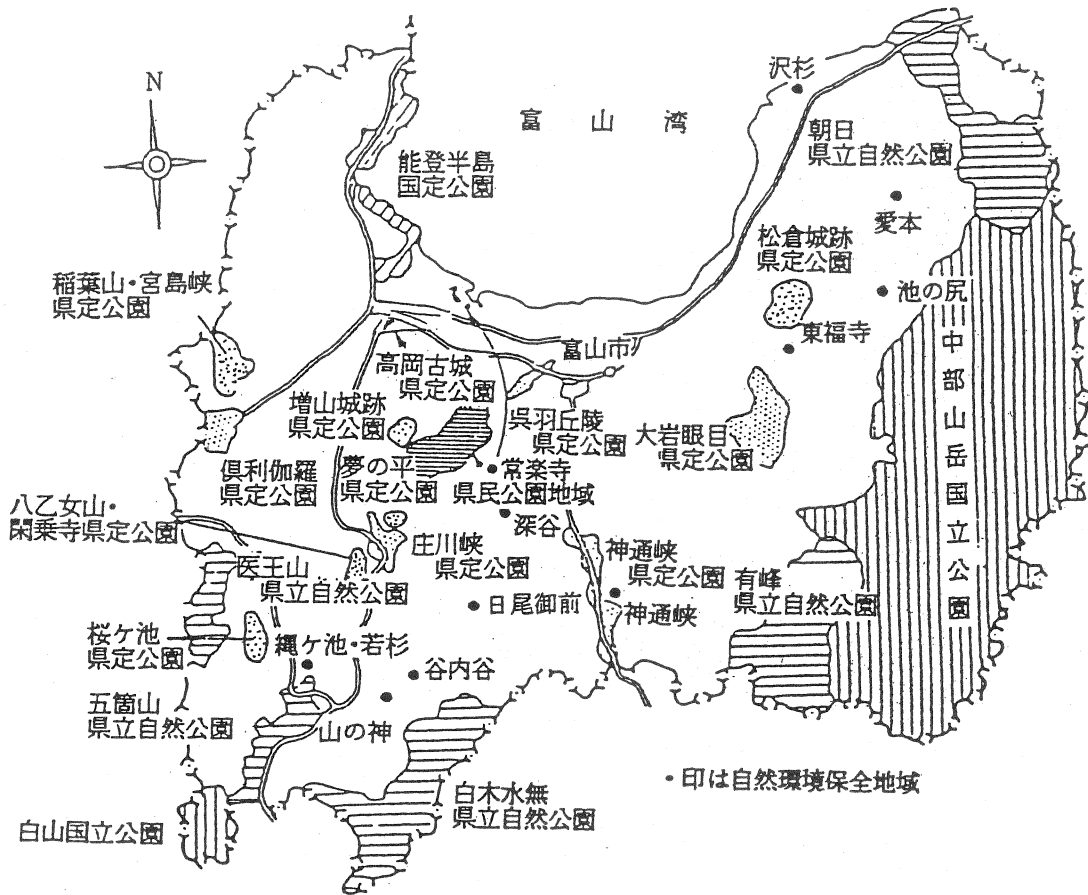 N
沢杉
富山湾
朝日
県立自然公園
能登半島
国定公園
愛本
松倉城跡
県定公園
稲葉山・宮島峡
県定公園
池の尻
東福寺
富山市
高岡古城
県定公園
中部山岳国立公園
増山城跡
県定公園
呉羽丘陵
県定公園
大岩眼目
県定公園
倶利伽羅
県定公園
夢の平
県定公園
常楽寺
県民公園地域
八乙女山・
閑乗寺県定公園
深谷
庄川峡
県定公園
神通峡
県定公園
医王山
県立自然公園
有峰
県立自然公園
日尾御前
神通峡
桜ケ池
県定公園
縄ケ池・若杉
谷内谷
五箇山
県立自然公園
山の神
・印は自然環境保全地域
白木水無
県立自然公園
白山国立公園